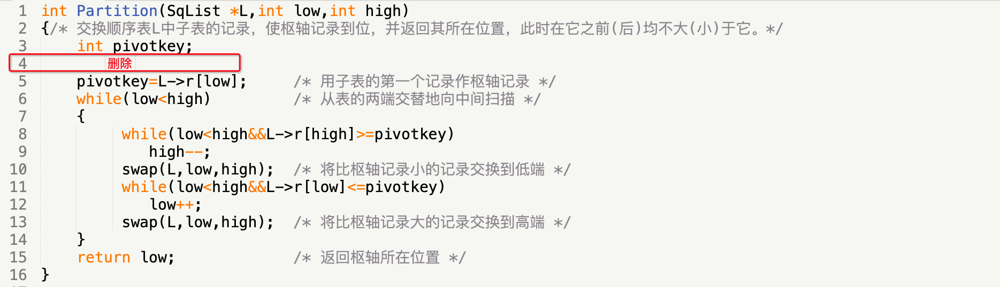 1 int Partition(SqList *L,int low,int high)
2 {/* 交换顺序表L中子表的记录，使枢轴记录到位，并返回其所在位置，此时在它之前(后)均不大(小)于它。*/
3 int pivotkey;
4 删除
5 pivotkey=L->r[low]; /* 用子表的第一个记录作枢轴记录 */
6 while(low<high) /* 从表的两端交替地向中间扫描 */
7 {
8 while(low<high&&L->r[high]>=pivotkey)
9 high--;
10 swap(L,low,high); /* 将比枢轴记录小的记录交换到低端 */
11 while(low<high&&L->r[low]<=pivotkey)
12 low++;
13 swap(L,low,high); /* 将比枢轴记录大的记录交换到高端 */
14 }
15 return low; /* 返回枢轴所在位置 */
16 }